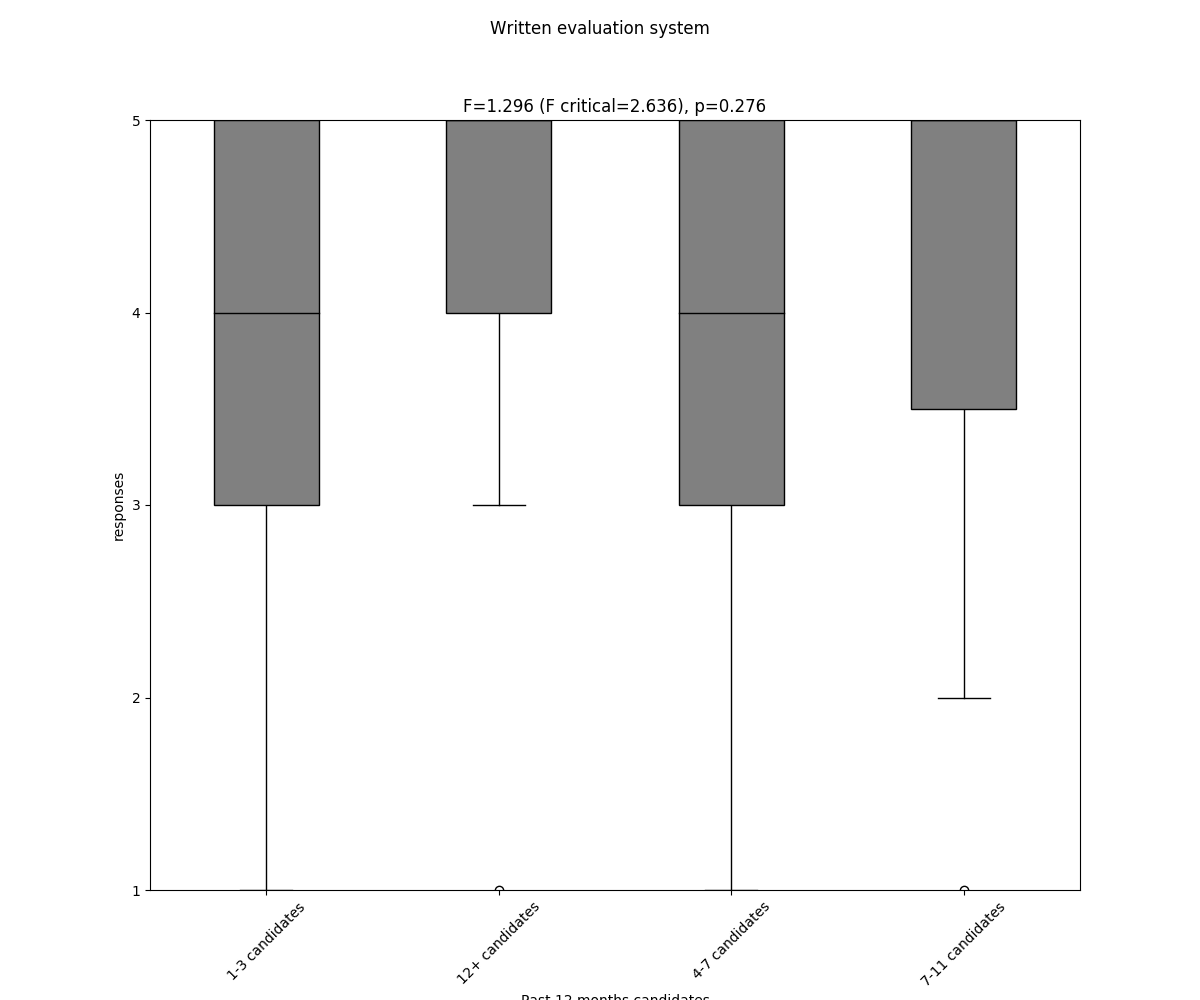 Written evaluation system
F=1.296 (F critical=2.636), p=0.276
5
4
3
2
1
responses
1-3 candidates
12+ candidates
4-7 candidates
7-11 candidates
Past 12 months candidates